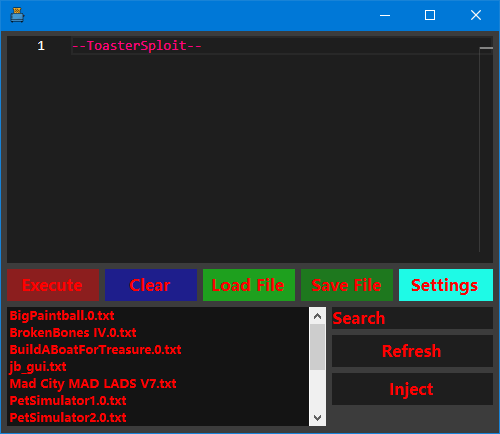 1 --ToasterSploit--
Execute Clear Load File Save File Settings
BigPaintball.0.txt
BrokenBones IV.0.txt
BuildABoatForTreasure.0.txt
jb_gui.txt
Mad City MAD LADS V7.txt
PetSimulator1.0.txt
PetSimulator2.0.txt
Search
Refresh
Inject